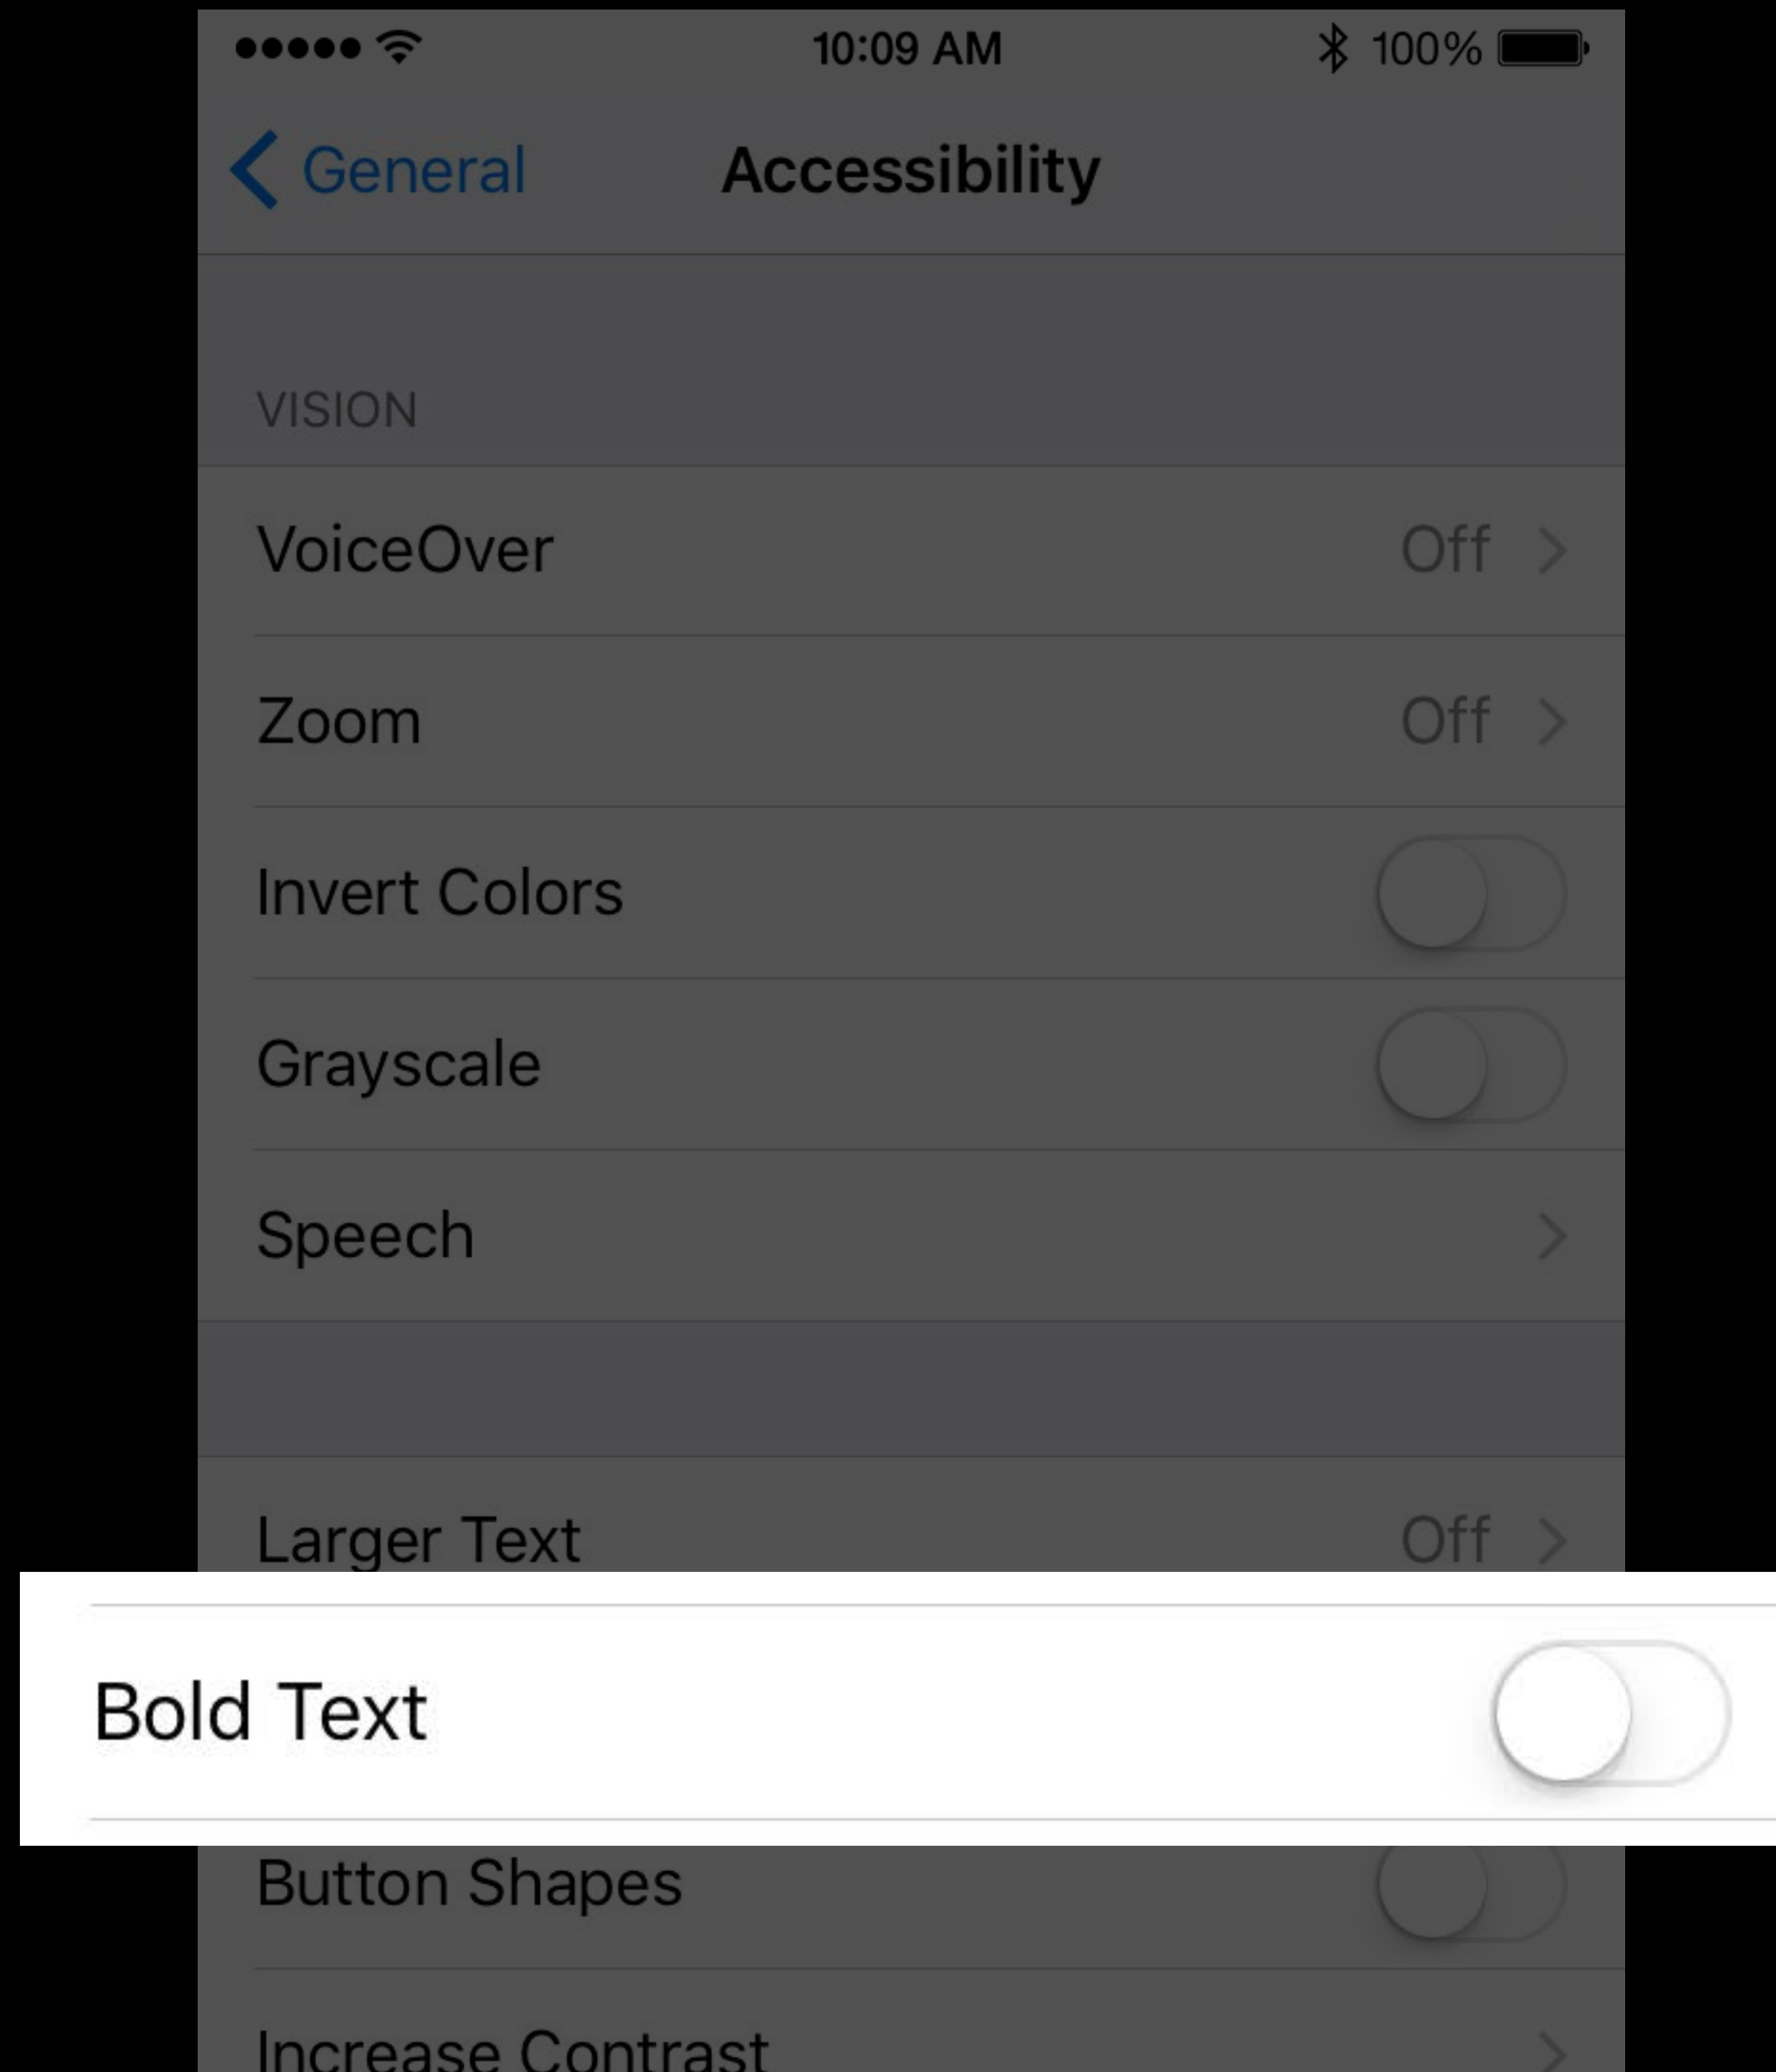 10:09 AM 100%
General Accessibility
VISION
VoiceOver Off
Zoom Off
Invert Colors
Grayscale
Speech
Larger Text Off
Bold Text
Button Shapes
Increase Contrast